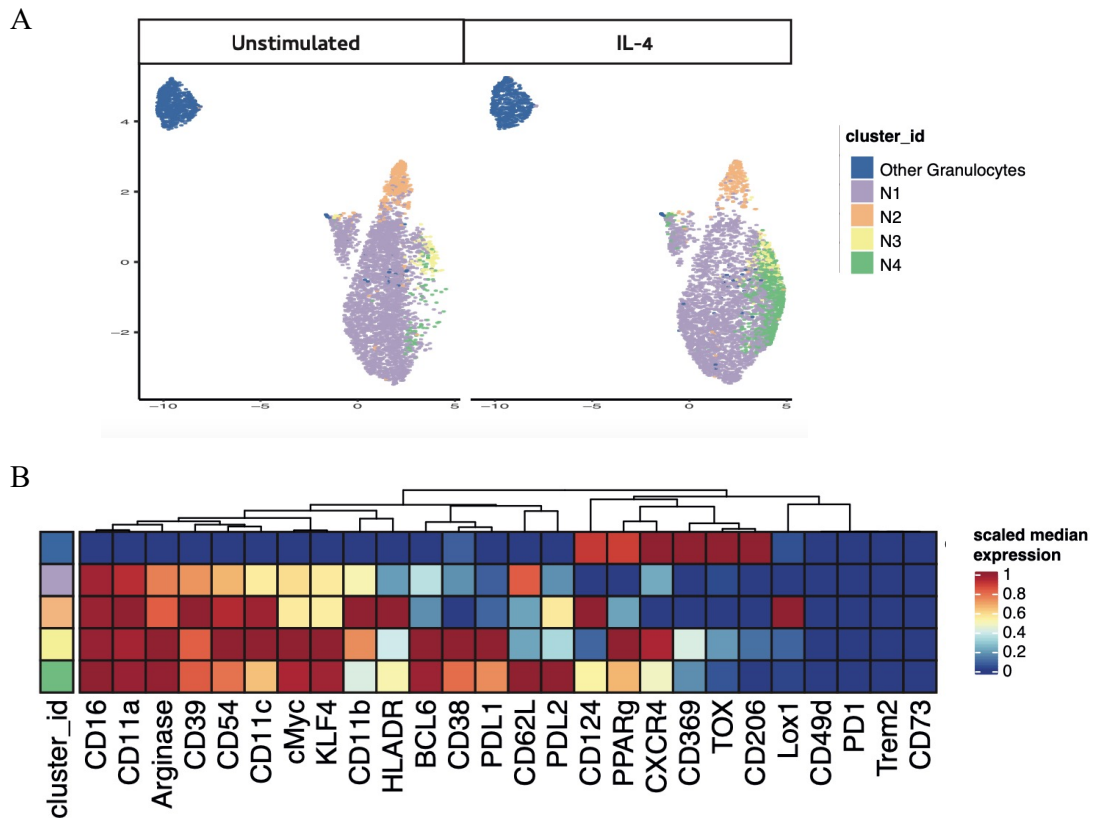 A
Unstimulated
IL-4
4
2
0
−2
−10
−5
0
5
−10
−5
0
5
cluster_id
Other Granulocytes
N1
N2
N3
N4
B
scaled median
expression
1
0.8
0.6
0.4
0.2
0
cluster_id
CD16
CD11a
Arginase
CD39
CD54
CD11c
cMyc
KLF4
CD11b
HLADR
BCL6
CD38
PDL1
CD62L
PDL2
CD124
PPARg
CXCR4
CD369
TOX
CD206
Lox1
CD49d
PD1
Trem2
CD73